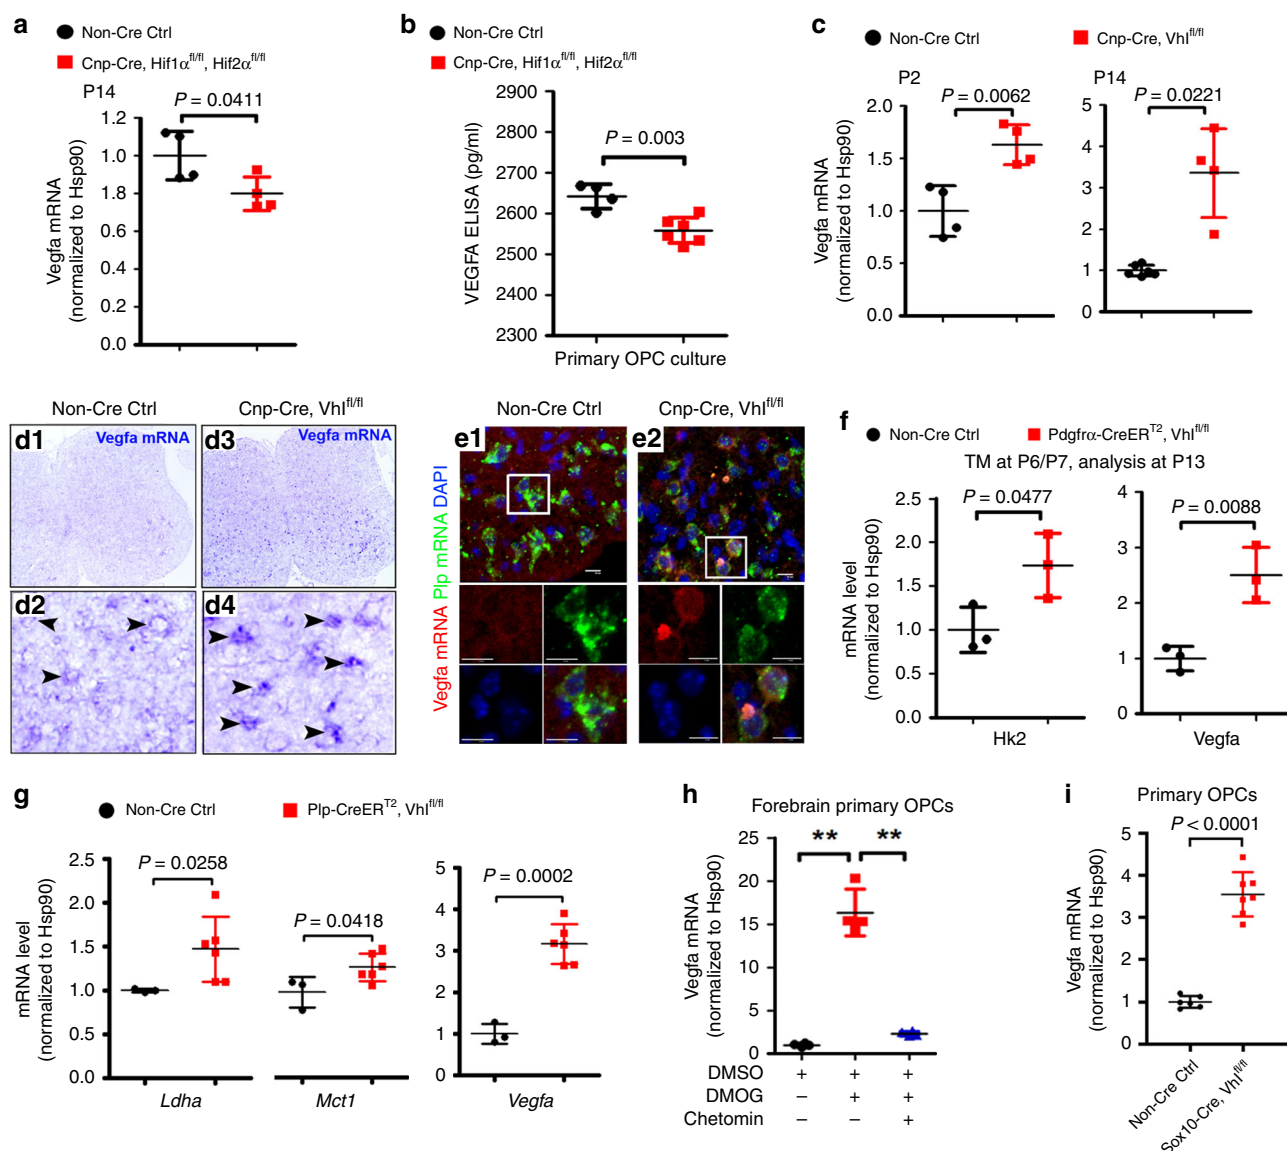 a
Non-Cre Ctrl
Cnp-Cre, Hif1α^fl/fl, Hif2α^fl/fl
P14
P = 0.0411
Vegfa mRNA
(normalized to Hsp90)
1.2
1.0
1.8
0.6
0.4
1.2
0.0
b
Non-Cre Ctrl
Cnp-Cre, Hif1α^fl/fl, Hif2α^fl/fl
P = 0.003
VEGFA ELISA (pg/ml)
2900
2800
2700
2600
2500
2400
2300
Primary OPC culture
c
Non-Cre Ctrl
Cnp-Cre, Vhl^fl/fl
P2
P = 0.0062
Vegfa mRNA
(normalized to Hsp90)
2.0
1.5
1.0
0.5
0.0
P14
P = 0.0221
5
4
3
2
1
0
Non-Cre Ctrl
Cnp-Cre, Vhl^fl/fl
d1
Vegfa mRNA
d3
Vegfa mRNA
d2
d4
Non-Cre Ctrl
Cnp-Cre, Vhl^fl/fl
e1
e2
Vegfa mRNA Plp mRNA DAPI
f
Non-Cre Ctrl
Pdgfrα-CreER^T2, Vhl^fl/fl
TM at P6/P7, analysis at P13
P = 0.0477
mRNA level
(normalized to Hsp90)
2.5
2.0
1.5
1.0
0.5
0.0
Hk2
P = 0.0088
4
3
2
1
0
Vegfa
g
Non-Cre Ctrl
Plp-CreER^T2, Vhl^fl/fl
mRNA level
(normalized to Hsp90)
2.5
2.0
1.5
1.0
0.5
0.0
P = 0.0258
Ldha
P = 0.0418
Mct1
P = 0.0002
5
4
3
2
1
0
Vegfa
h
Forebrain primary OPCs
** **
Vegfa mRNA
(normalized to Hsp90)
25
20
15
10
5
0
DMSO + + +
DMOG – + +
Chetomin +
i
Primary OPCs
P < 0.0001
Vegfa mRNA
(normalized to Hsp90)
5
4
3
2
1
0
Non-Cre Ctrl
Sox10-Cre, Vhl^fl/fl